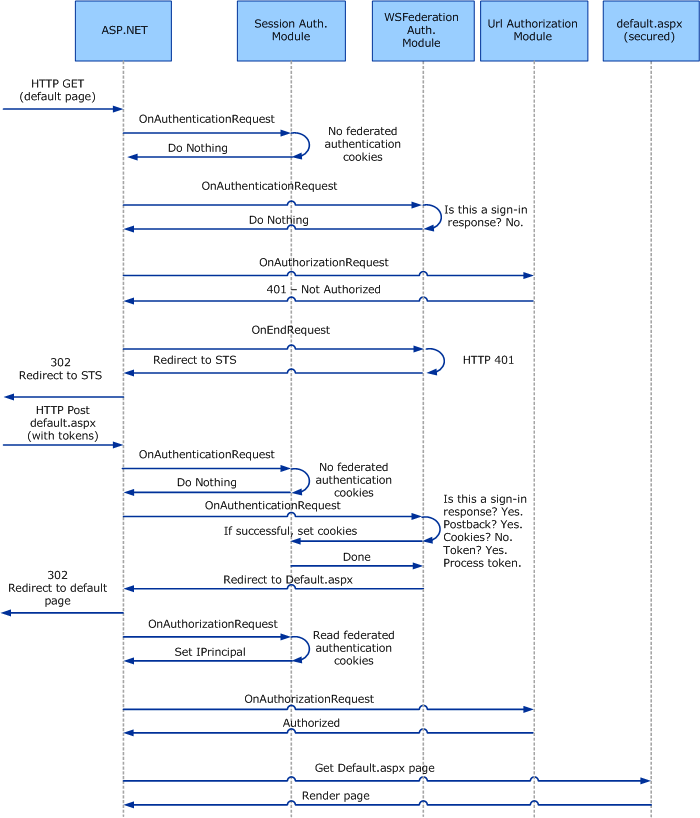 ASP.NET
Session Auth.
Module
WSFederation
Auth.
Module
Url Authorization
Module
default.aspx
(secured)
HTTP GET
(default page)
OnAuthenticationRequest
No federated
authentication
cookies
Do Nothing
OnAuthenticationRequest
Is this a sign-in
response? No.
Do Nothing
OnAuthorizationRequest
401 – Not Authorized
OnEndRequest
Redirect to STS
HTTP 401
302
Redirect to STS
HTTP Post
default.aspx
(with tokens)
OnAuthenticationRequest
No federated
authentication
cookies
Do Nothing
OnAuthenticationRequest
Is this a sign-in
response? Yes.
Postback? Yes.
Cookies? No.
Token? Yes.
Process token.
If successful, set cookies
Done
Redirect to Default.aspx
302
Redirect to default
page
OnAuthorizationRequest
Read federated
authentication
cookies
Set IPrincipal
OnAuthorizationRequest
Authorized
Get Default.aspx page
Render page